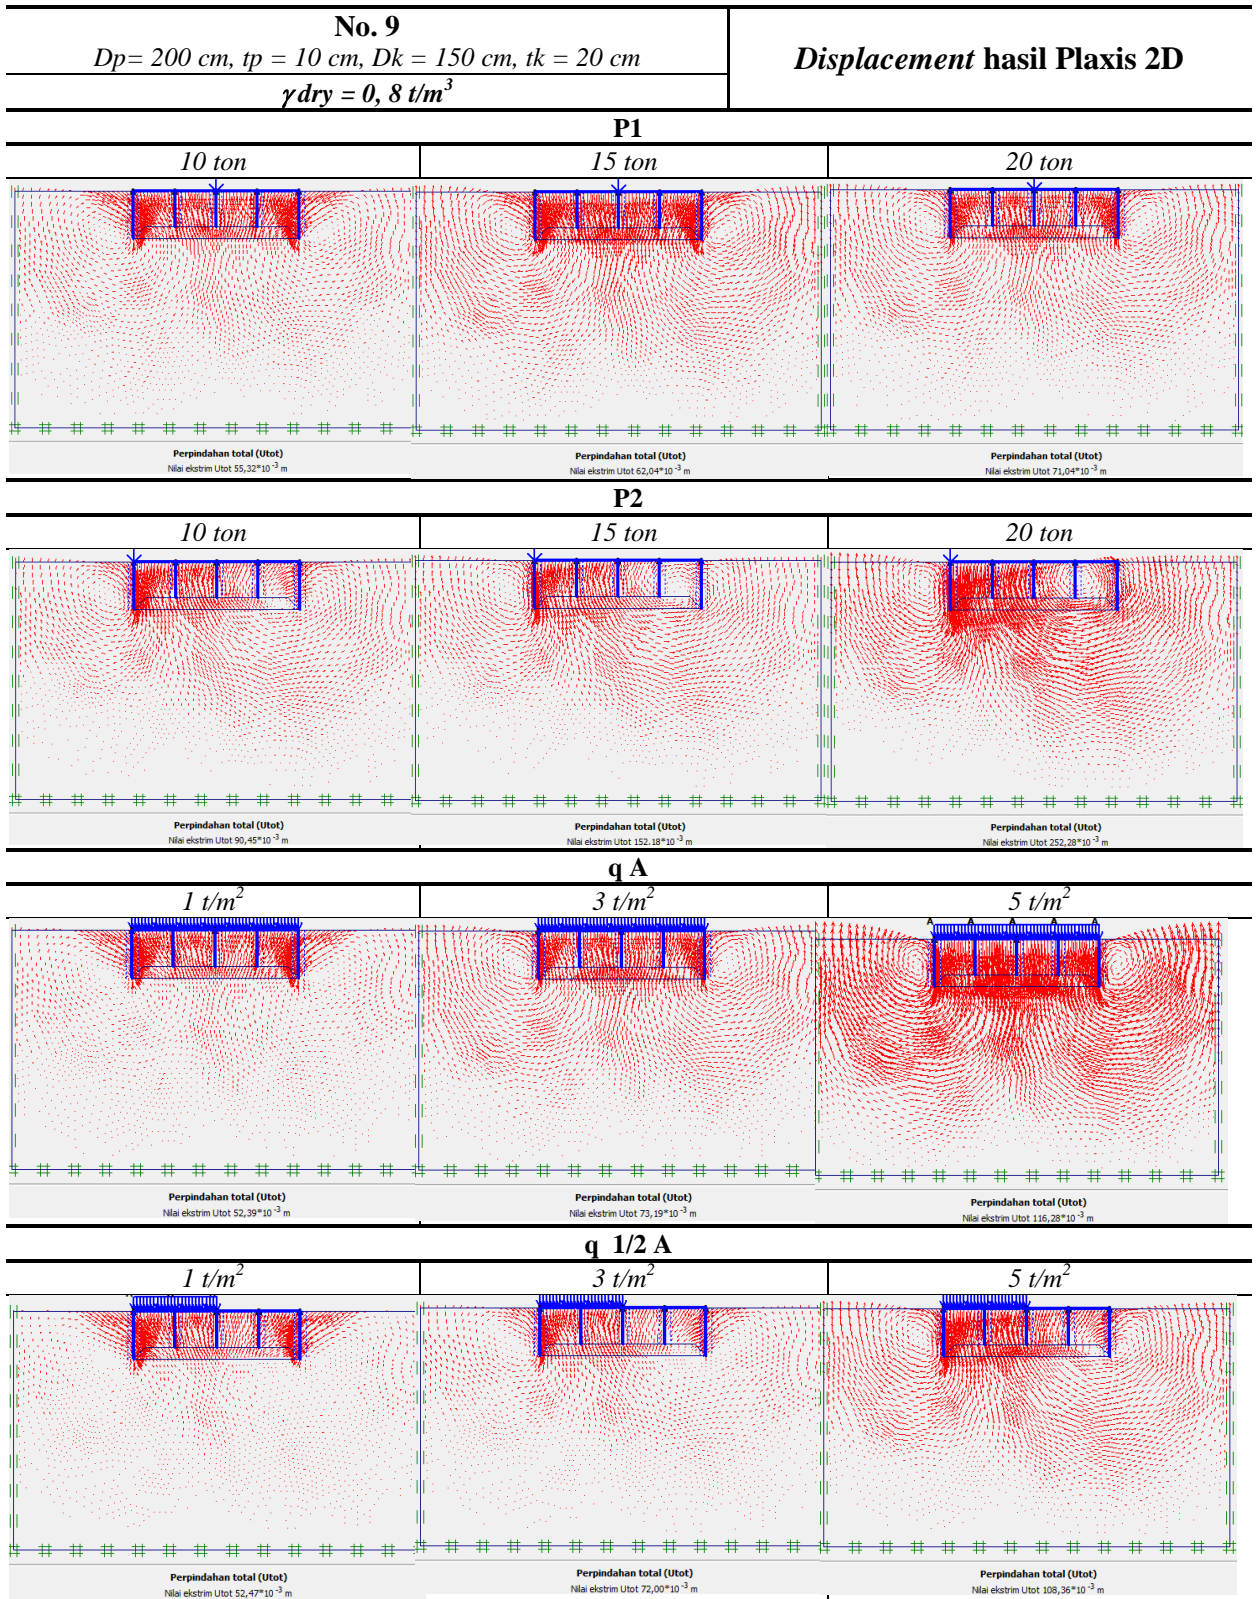 No. 9
Dp= 200 cm, tp = 10 cm, Dk = 150 cm, tk = 20 cm
Displacement hasil Plaxis 2D
γ dry = 0, 8 t/m³
P1
10 ton 15 ton 20 ton
Perpindahan total (Utot) Perpindahan total (Utot) Perpindahan total (Utot)
Nilai ekstrim Utot 55,32*10⁻³ m Nilai ekstrim Utot 62,04*10⁻³ m Nilai ekstrim Utot 71,04*10⁻³ m
P2
10 ton 15 ton 20 ton
Perpindahan total (Utot) Perpindahan total (Utot) Perpindahan total (Utot)
Nilai ekstrim Utot 90,45*10⁻³ m Nilai ekstrim Utot 152.18*10⁻³ m Nilai ekstrim Utot 252,28*10⁻³ m
q A
1 t/m² 3 t/m² 5 t/m²
A A A A A
Perpindahan total (Utot) Perpindahan total (Utot) Perpindahan total (Utot)
Nilai ekstrim Utot 52,39*10⁻³ m Nilai ekstrim Utot 73,19*10⁻³ m Nilai ekstrim Utot 116,28*10⁻³ m
q 1/2 A
1 t/m² 3 t/m² 5 t/m²
Perpindahan total (Utot) Perpindahan total (Utot) Perpindahan total (Utot)
Nilai ekstrim Utot 52,47*10⁻³ m Nilai ekstrim Utot 72,00*10⁻³ m Nilai ekstrim Utot 108,36*10⁻³ m